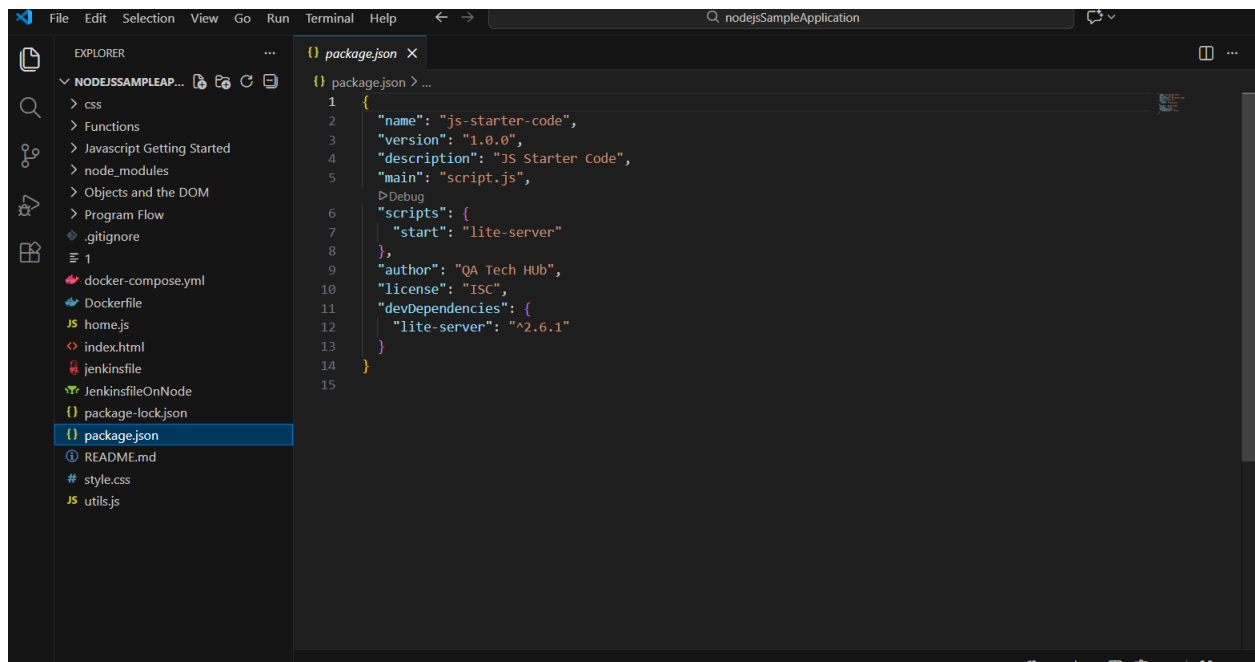 File Edit Selection View Go Run Terminal Help
nodejsSampleApplication
EXPLORER
NODEJSSAMPLEAP...
css
Functions
Javascript Getting Started
node_modules
Objects and the DOM
Program Flow
.gitignore
1
docker-compose.yml
Dockerfile
JS home.js
<> index.html
jenkinsfile
JenkinsfileOnNode
{} package-lock.json
{} package.json
README.md
# style.css
JS utils.js
{} package.json
{} package.json > ...
1 {
2 "name": "js-starter-code",
3 "version": "1.0.0",
4 "description": "JS Starter Code",
5 "main": "script.js",
Debug
6 "scripts": {
7 "start": "lite-server"
8 },
9 "author": "QA Tech HUb",
10 "license": "ISC",
11 "devDependencies": {
12 "lite-server": "^2.6.1"
13 }
14 }
15